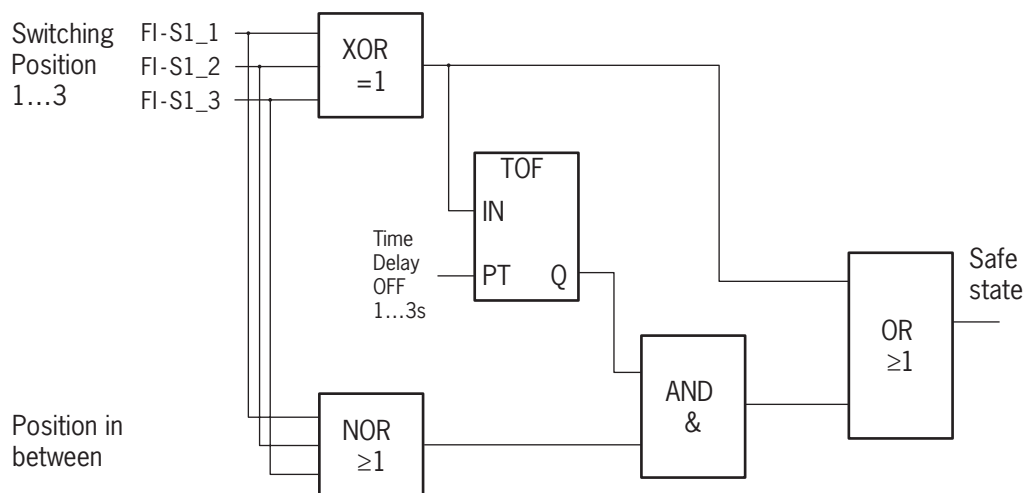 Switching
Position
1...3
FI-S1_1
FI-S1_2
FI-S1_3
XOR
=1
TOF
IN
PT
Q
Time
Delay
OFF
1...3s
Safe
state
OR
≥1
AND
&
Position in
between
NOR
≥1